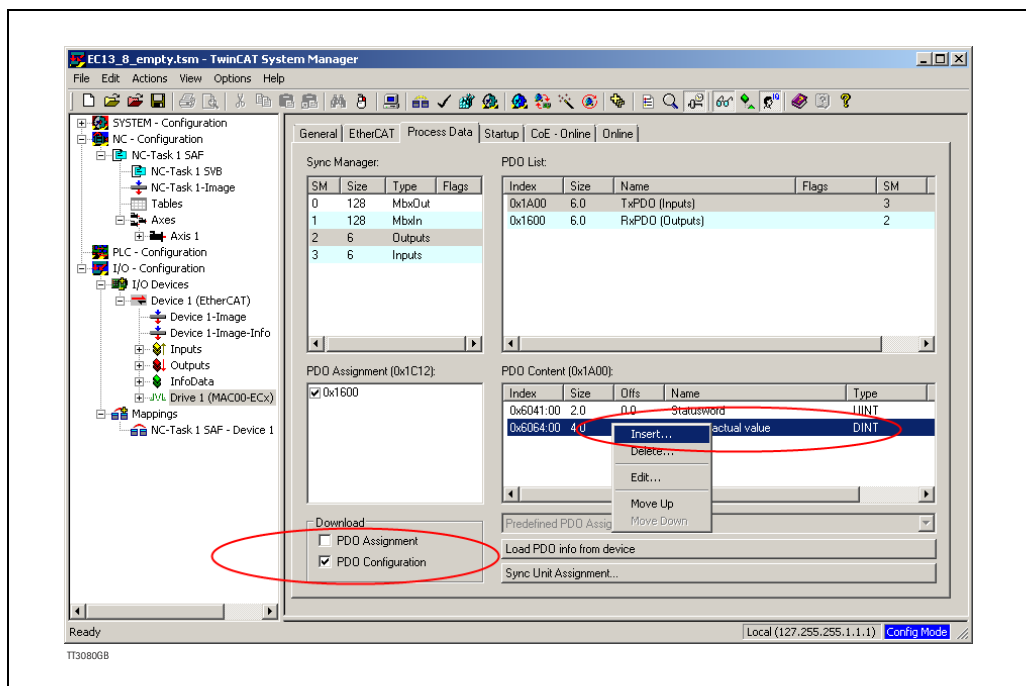 EC13_8_empty.tsm - TwinCAT System Manager
File Edit Actions View Options Help
SYSTEM - Configuration
NC - Configuration
NC-Task 1 SAF
NC-Task 1 SVB
NC-Task 1-Image
Tables
Axes
Axis 1
PLC - Configuration
I/O - Configuration
I/O Devices
Device 1 (EtherCAT)
Device 1-Image
Device 1-Image-Info
Inputs
Outputs
InfoData
Drive 1 (MAC00-ECx)
Mappings
NC-Task 1 SAF - Device 1
General EtherCAT Process Data Startup CoE - Online Online
Sync Manager:
SM Size Type Flags
0 128 MbxOut
1 128 MbxIn
2 6 Outputs
3 6 Inputs
PDO List:
Index Size Name Flags SM
0x1A00 6.0 TxPDO (Inputs) 3
0x1600 6.0 RxPDO (Outputs) 2
PDO Assignment (0x1C12):
0x1600
PDO Content (0x1A00):
Index Size Offs Name Type
0x6041:00 2.0 0.0 Statusword UINT
0x6064:00 4.0 actual value DINT
Insert...
Delete...
Edit...
Move Up
Move Down
Download
PDO Assignment
PDO Configuration
Predefined PDO Assig
Load PDO info from device
Sync Unit Assignment...
Ready
Local (127.255.255.1.1.1) Config Mode
TT3080GB